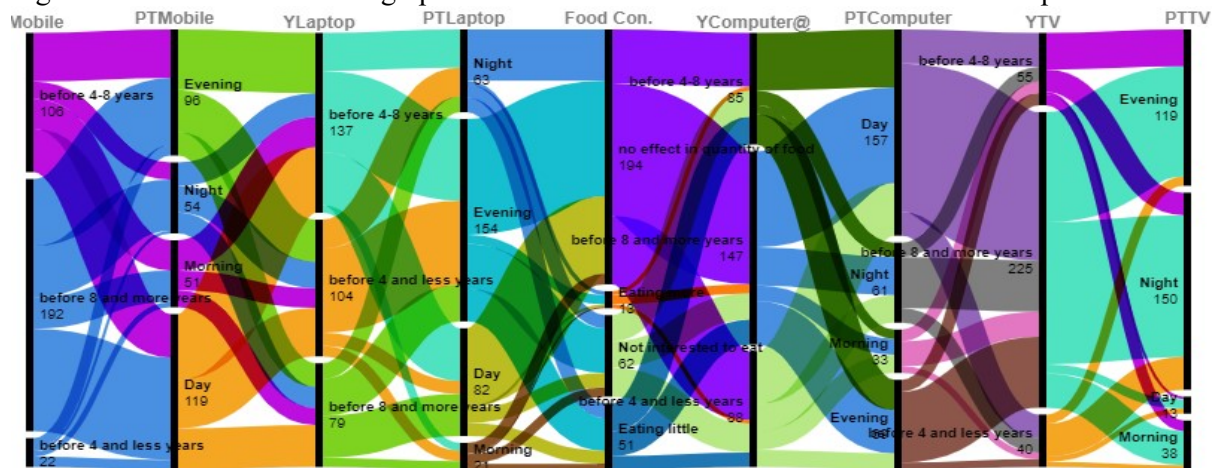 Mobile
PTMobile
YLaptop
PTLaptop
Food Con.
YComputer@
PTComputer
YTV
PTTV
before 4-8 years
106
before 8 and more years
192
before 4 and less years
22
Evening
96
Night
54
Morning
51
Day
119
before 4-8 years
137
before 4 and less years
104
before 8 and more years
79
Night
63
Evening
154
Day
82
Morning
21
no effect in quantity of food
194
13
Not interested to eat
62
Eating little
51
before 4-8 years
85
before 8 and more years
147
before 4 and less years
88
Day
157
Night
61
Morning
33
Evening
before 4-8 years
55
before 8 and more years
225
before 4 and less years
40
Evening
119
Night
150
Day
13
Morning
38